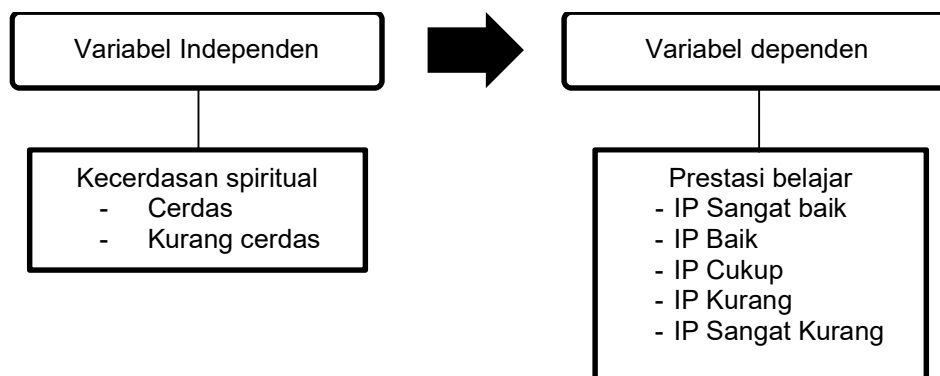 Variabel Independen
Variabel dependen
Kecerdasan spiritual
- Cerdas
- Kurang cerdas
Prestasi belajar
- IP Sangat baik
- IP Baik
- IP Cukup
- IP Kurang
- IP Sangat Kurang